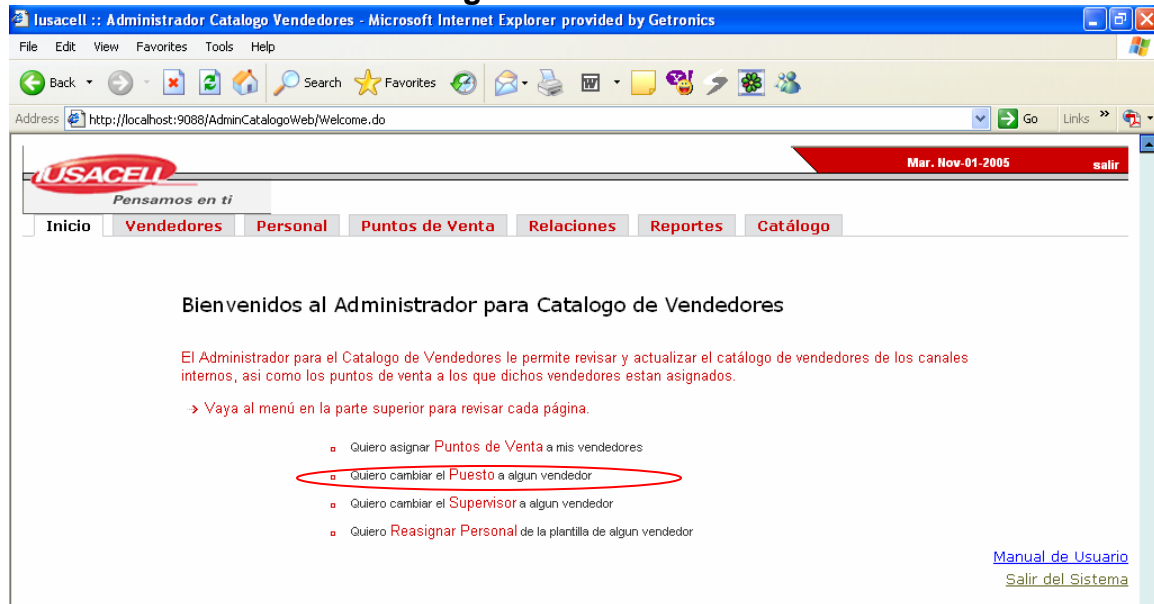 Iusacell :: Administrador Catalogo Vendedores - Microsoft Internet Explorer provided by Getronics
File Edit View Favorites Tools Help
Back Search Favorites
Address http://localhost:9088/AdminCatalogoWeb/Welcome.do Go Links »
Mar. Nov-01-2005 salir
IUSACELL
Pensamos en ti
Inicio Vendedores Personal Puntos de Venta Relaciones Reportes Catálogo
Bienvenidos al Administrador para Catalogo de Vendedores
El Administrador para el Catalogo de Vendedores le permite revisar y actualizar el catálogo de vendedores de los canales
internos, asi como los puntos de venta a los que dichos vendedores estan asignados.
Vaya al menú en la parte superior para revisar cada página.
Quiero asignar Puntos de Venta a mis vendedores
Quiero cambiar el Puesto a algun vendedor
Quiero cambiar el Supervisor a algun vendedor
Quiero Reasignar Personal de la plantilla de algun vendedor
Manual de Usuario
Salir del Sistema